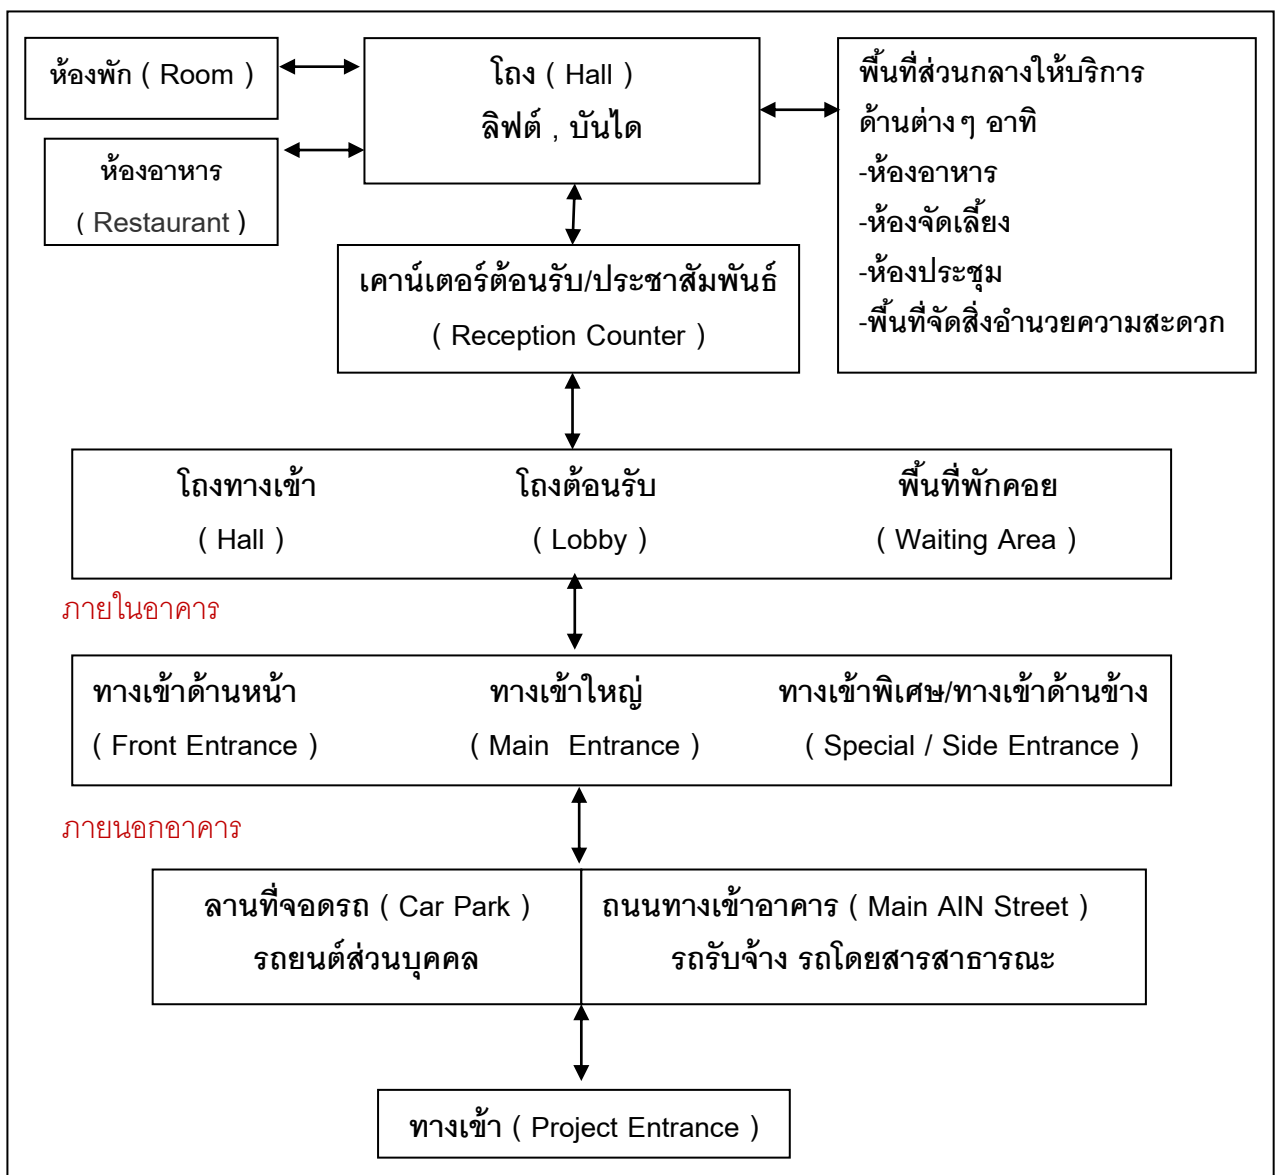 ห้องพัก ( Room )
โถง ( Hall )
ลิฟต์ , บันได
พื้นที่ส่วนกลางให้บริการ
ด้านต่างๆ อาทิ
-ห้องอาหาร
-ห้องจัดเลี้ยง
-ห้องประชุม
-พื้นที่จัดสิ่งอำนวยความสะดวก
ห้องอาหาร
( Restaurant )
เคาน์เตอร์ต้อนรับ/ประชาสัมพันธ์
( Reception Counter )
โถงทางเข้า โถงต้อนรับ พื้นที่พักคอย
( Hall ) ( Lobby ) ( Waiting Area )
ภายในอาคาร
ทางเข้าด้านหน้า ทางเข้าใหญ่ ทางเข้าพิเศษ/ทางเข้าด้านข้าง
( Front Entrance ) ( Main Entrance ) ( Special / Side Entrance )
ภายนอกอาคาร
ลานที่จอดรถ ( Car Park )
รถยนต์ส่วนบุคคล
ถนนทางเข้าอาคาร ( Main AIN Street )
รถรับจ้าง รถโดยสารสาธารณะ
ทางเข้า ( Project Entrance )